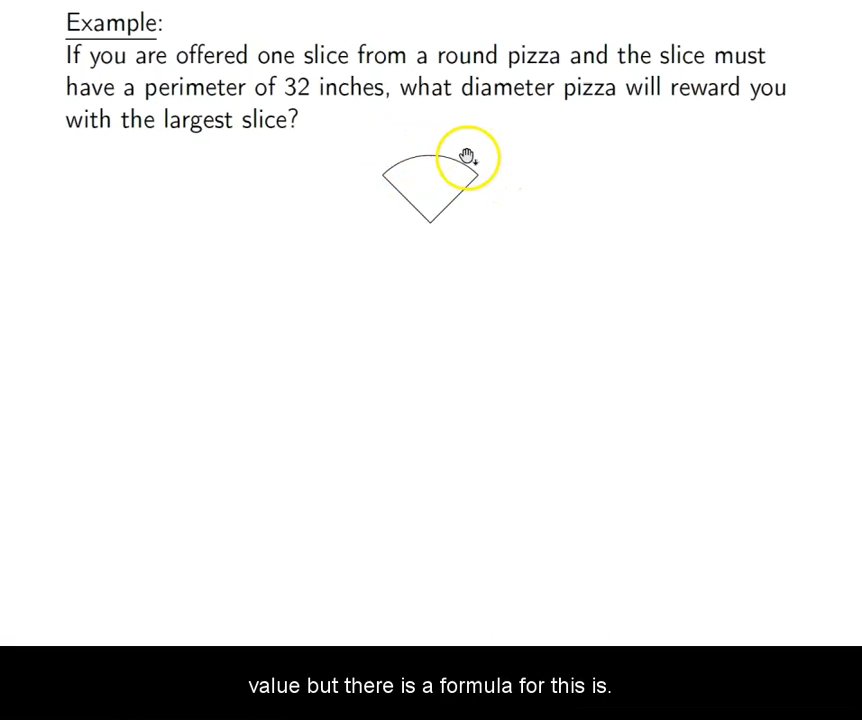 Example:
If you are offered one slice from a round pizza and the slice must
have a perimeter of 32 inches, what diameter pizza will reward you
with the largest slice?
value but there is a formula for this is.